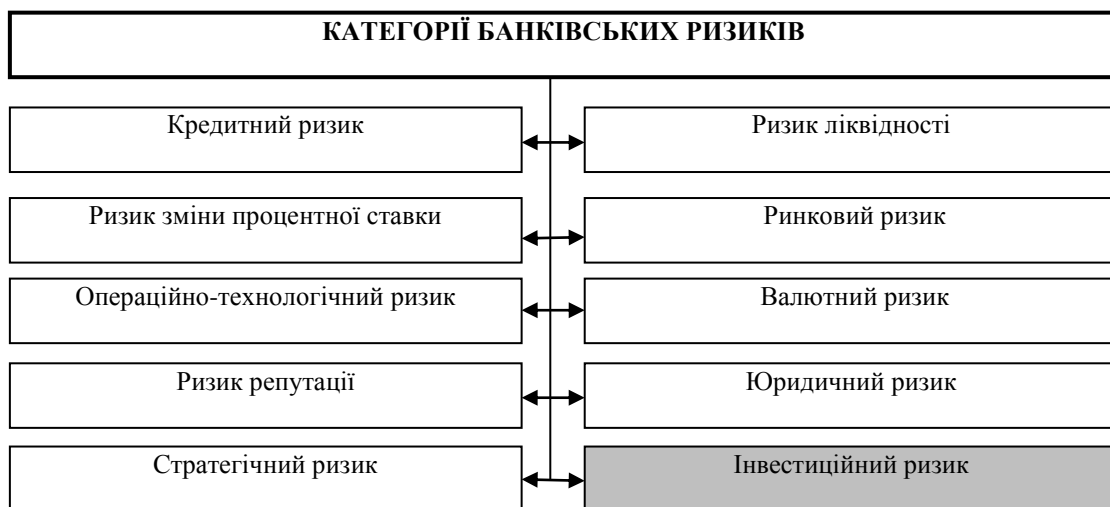 КАТЕГОРІЇ БАНКІВСЬКИХ РИЗИКІВ
Кредитний ризик
Ризик ліквідності
Ризик зміни процентної ставки
Ринковий ризик
Операційно-технологічний ризик
Валютний ризик
Ризик репутації
Юридичний ризик
Стратегічний ризик
Інвестиційний ризик